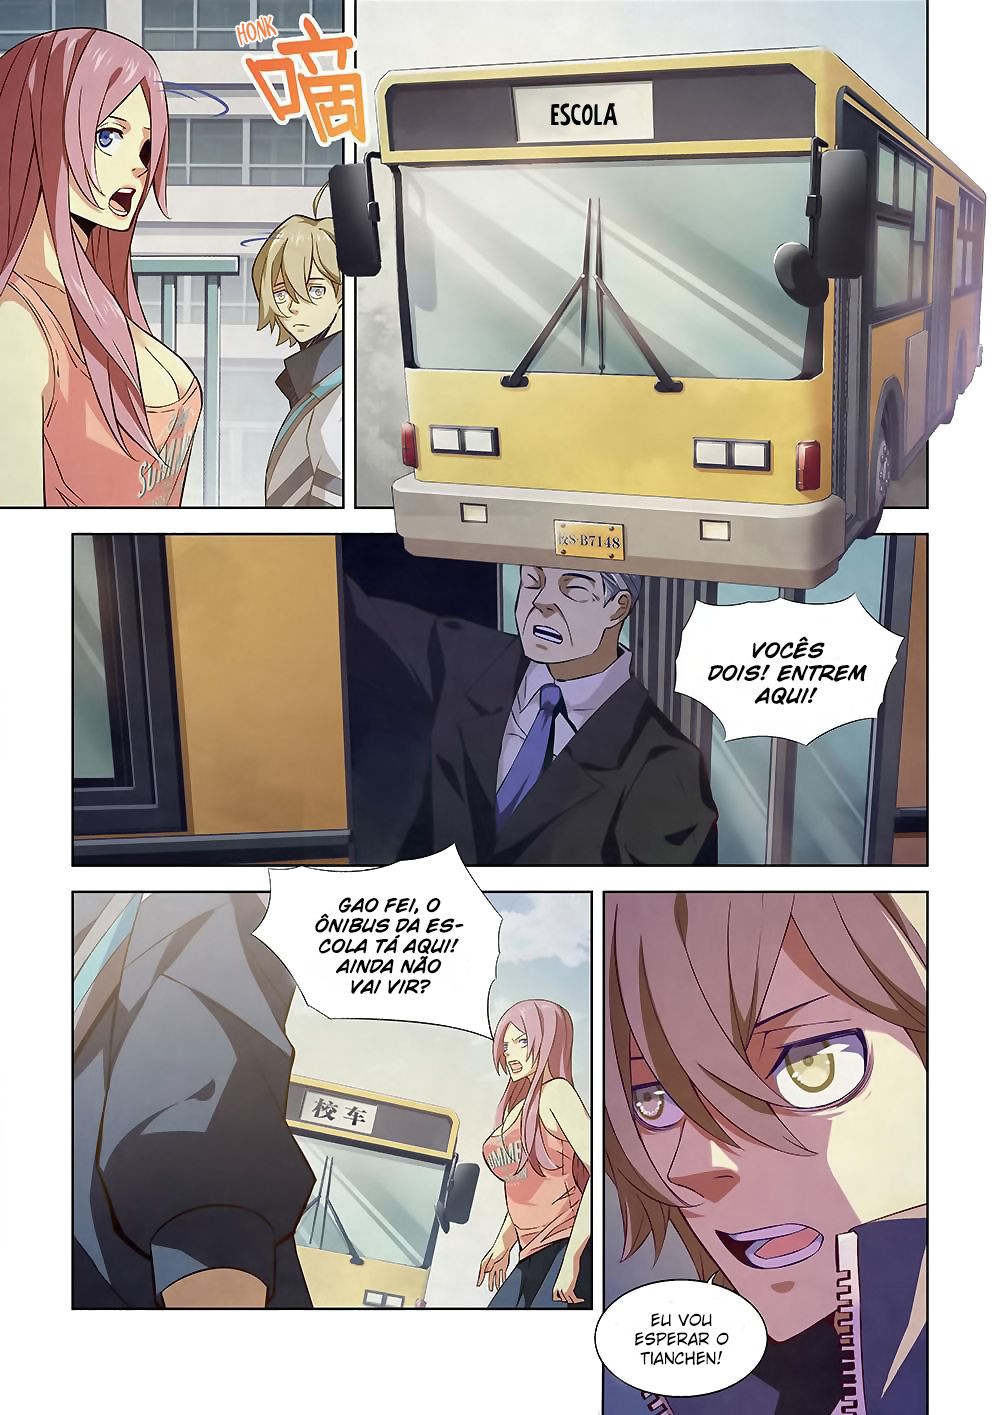 HONK
嘀
ESCOLA
S·B7148
VOCÊS
DOIS! ENTREM
AQUI!
GAO FEI, O
ÔNIBUS DA ES-
COLA TÁ AQUI!
AINDA NÃO
VAI VIR?
校车
EU VOU
ESPERAR O
TIANCHEN!